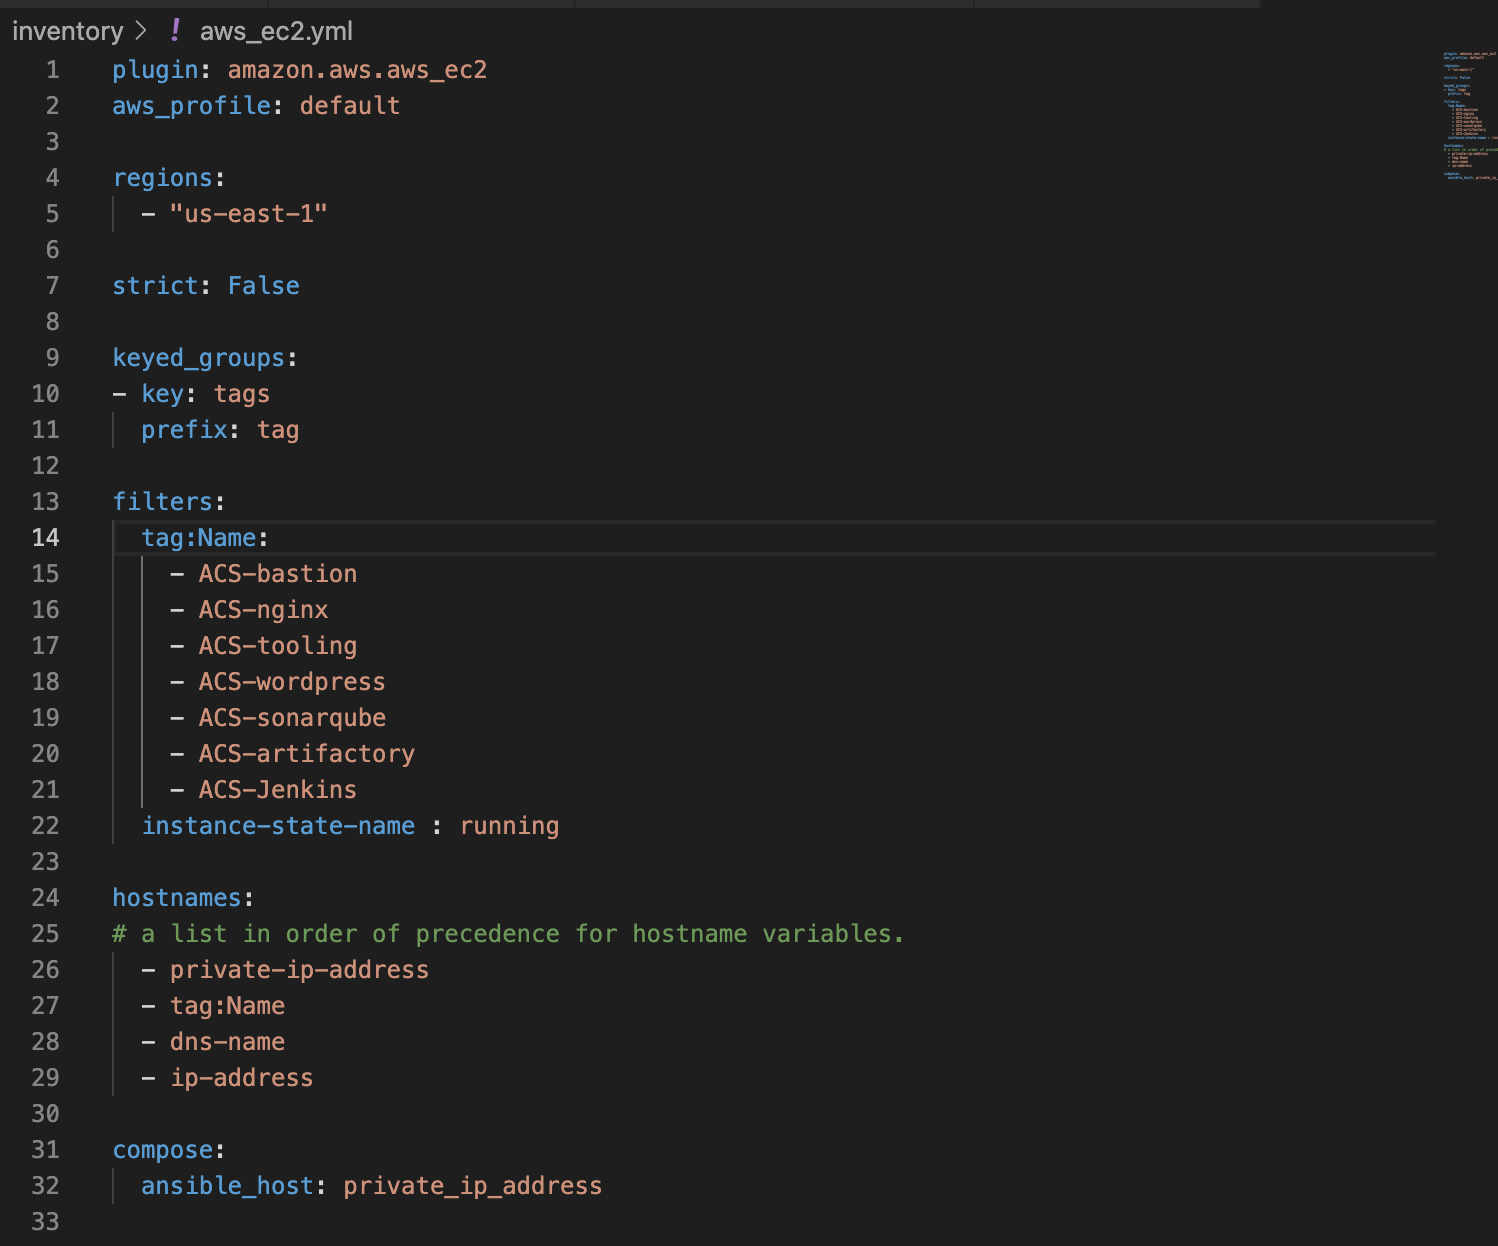 inventory > ! aws_ec2.yml
1 plugin: amazon.aws.aws_ec2
2 aws_profile: default
3
4 regions:
5   - "us-east-1"
6
7 strict: False
8
9 keyed_groups:
10 - key: tags
11   prefix: tag
12
13 filters:
14   tag:Name:
15     - ACS-bastion
16     - ACS-nginx
17     - ACS-tooling
18     - ACS-wordpress
19     - ACS-sonarqube
20     - ACS-artifactory
21     - ACS-Jenkins
22   instance-state-name : running
23
24 hostnames:
25 # a list in order of precedence for hostname variables.
26   - private-ip-address
27   - tag:Name
28   - dns-name
29   - ip-address
30
31 compose:
32   ansible_host: private_ip_address
33